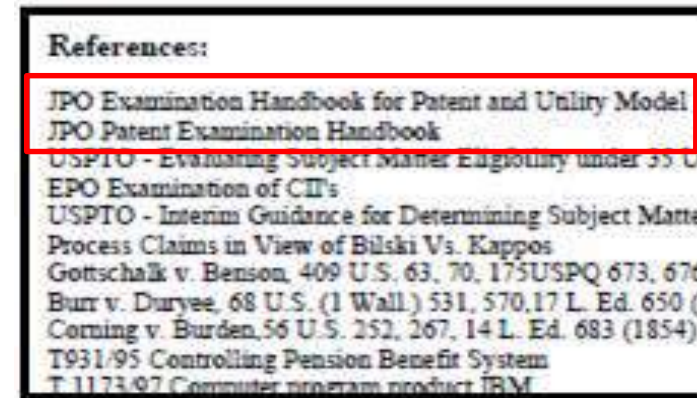 References:
JPO Examination Handbook for Patent and Utility Model
JPO Patent Examination Handbook
USPTO - Evaluating Subject Matter Eligibility under 35 U
EPO Examination of CII's
USPTO - Interim Guidance for Determining Subject Matte
Process Claims in View of Bilski Vs. Kappos
Gottschalk v. Benson, 409 U.S. 63, 70, 175USPQ 673, 676
Burr v. Duryee, 68 U.S. (1 Wall.) 531, 570,17 L. Ed. 650 (
Corning v. Burden,56 U.S. 252, 267, 14 L. Ed. 683 (1854)
T931/95 Controlling Pension Benefit System
T 1173/97 Computer program product IBM